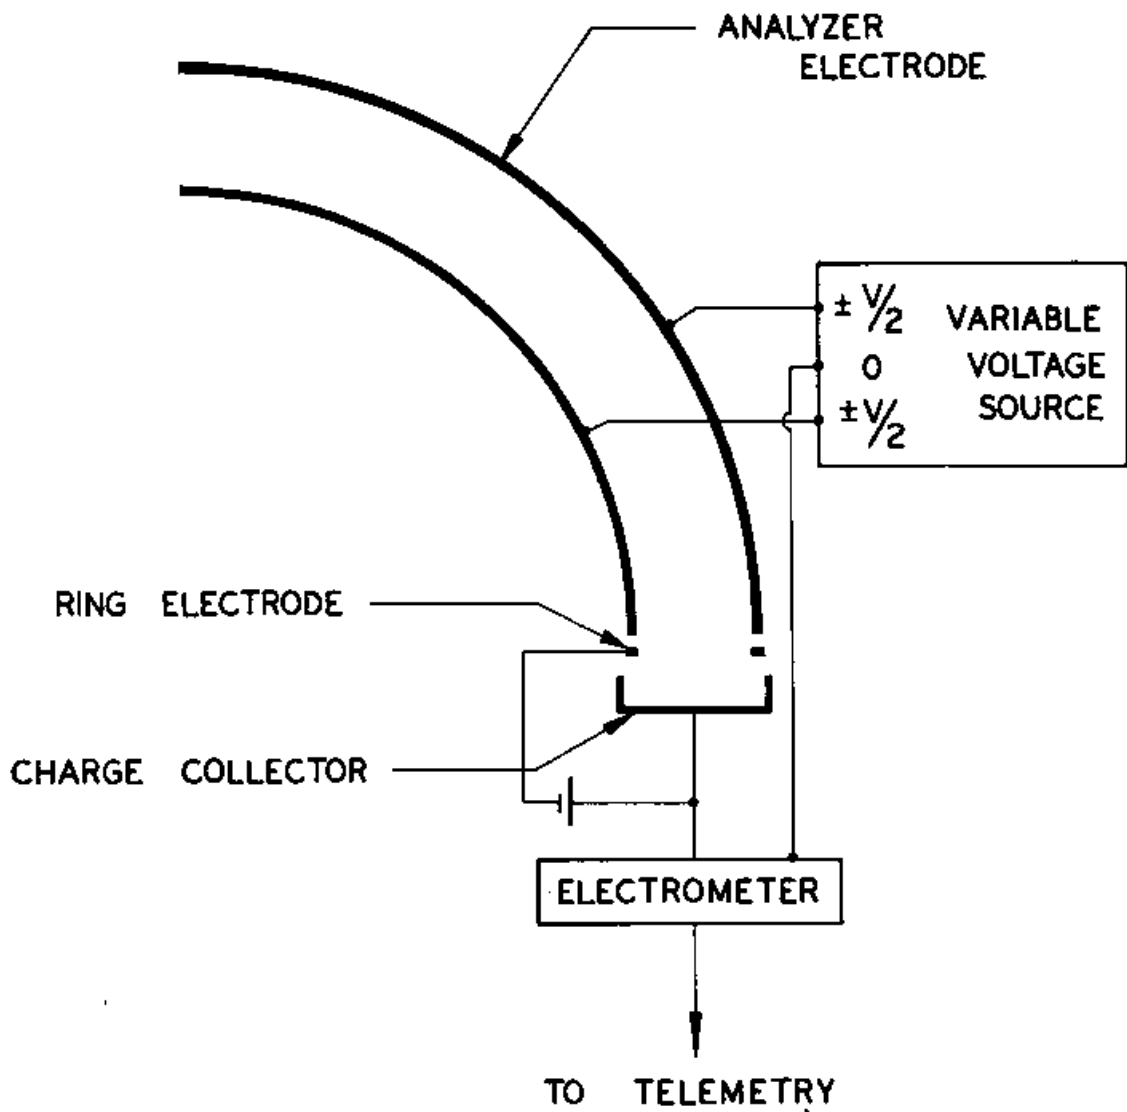 ANALYZER
ELECTRODE
± V/2 VARIABLE
0 VOLTAGE
± V/2 SOURCE
RING ELECTRODE
CHARGE COLLECTOR
ELECTROMETER
TO TELEMETRY